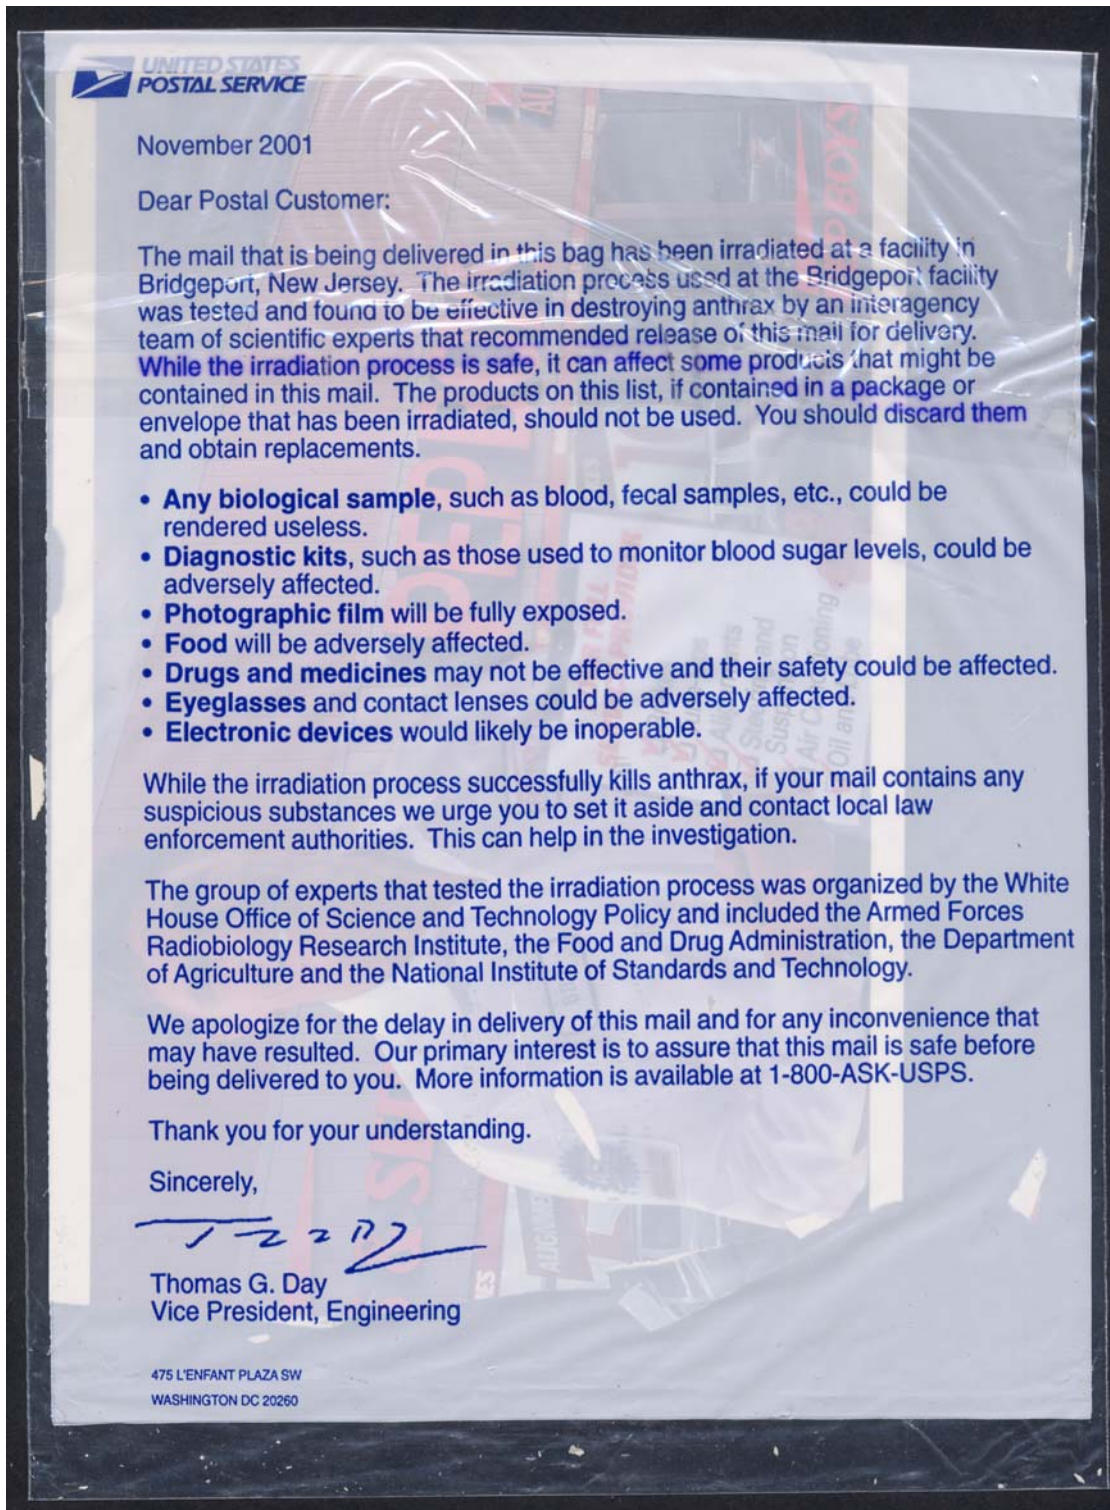 UNITED STATES
POSTAL SERVICE
November 2001
Dear Postal Customer:
The mail that is being delivered in this bag has been irradiated at a facility in
Bridgeport, New Jersey. The irradiation process used at the Bridgeport facility
was tested and found to be effective in destroying anthrax by an interagency
team of scientific experts that recommended release of this mail for delivery.
While the irradiation process is safe, it can affect some products that might be
contained in this mail. The products on this list, if contained in a package or
envelope that has been irradiated, should not be used. You should discard them
and obtain replacements.
• Any biological sample, such as blood, fecal samples, etc., could be
rendered useless.
• Diagnostic kits, such as those used to monitor blood sugar levels, could be
adversely affected.
• Photographic film will be fully exposed.
• Food will be adversely affected.
• Drugs and medicines may not be effective and their safety could be affected.
• Eyeglasses and contact lenses could be adversely affected.
• Electronic devices would likely be inoperable.
While the irradiation process successfully kills anthrax, if your mail contains any
suspicious substances we urge you to set it aside and contact local law
enforcement authorities. This can help in the investigation.
The group of experts that tested the irradiation process was organized by the White
House Office of Science and Technology Policy and included the Armed Forces
Radiobiology Research Institute, the Food and Drug Administration, the Department
of Agriculture and the National Institute of Standards and Technology.
We apologize for the delay in delivery of this mail and for any inconvenience that
may have resulted. Our primary interest is to assure that this mail is safe before
being delivered to you. More information is available at 1-800-ASK-USPS.
Thank you for your understanding.
Sincerely,
Thomas G. Day
Vice President, Engineering
475 L'ENFANT PLAZA SW
WASHINGTON DC 20260